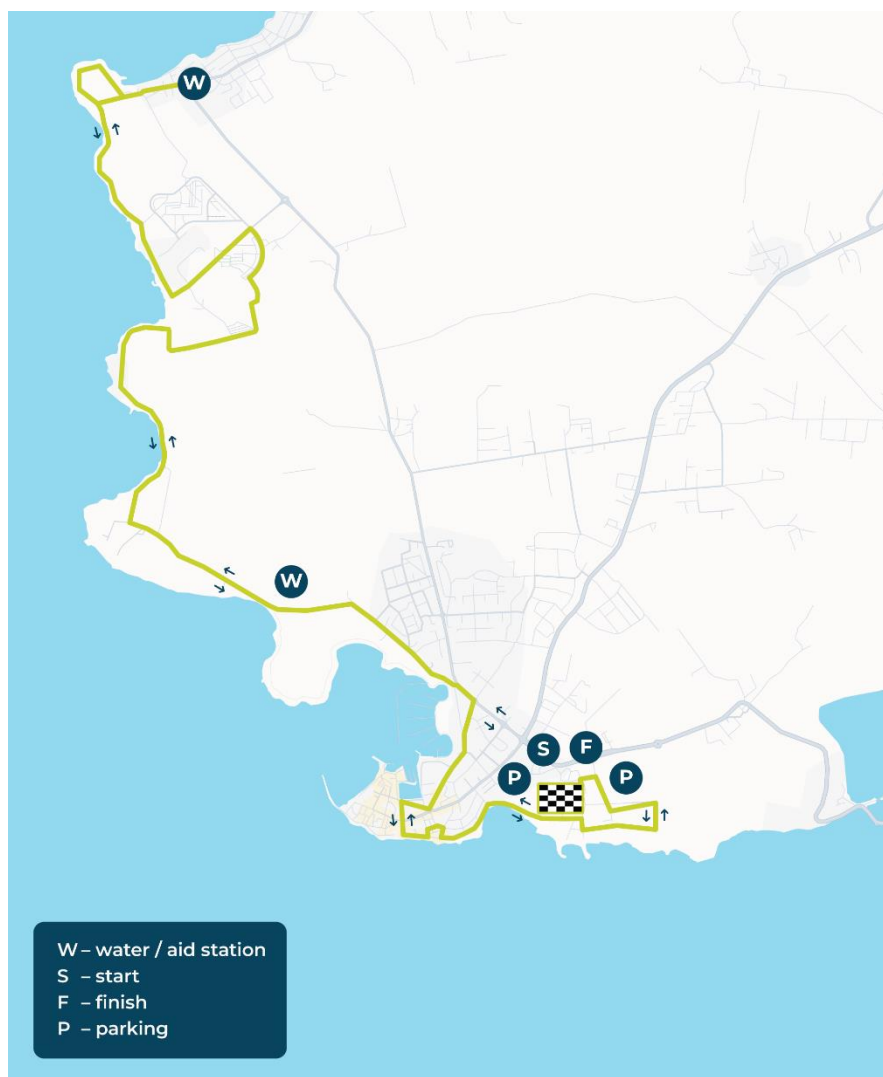 W
W
S
F
P
P
W – water / aid station
S – start
F – finish
P – parking